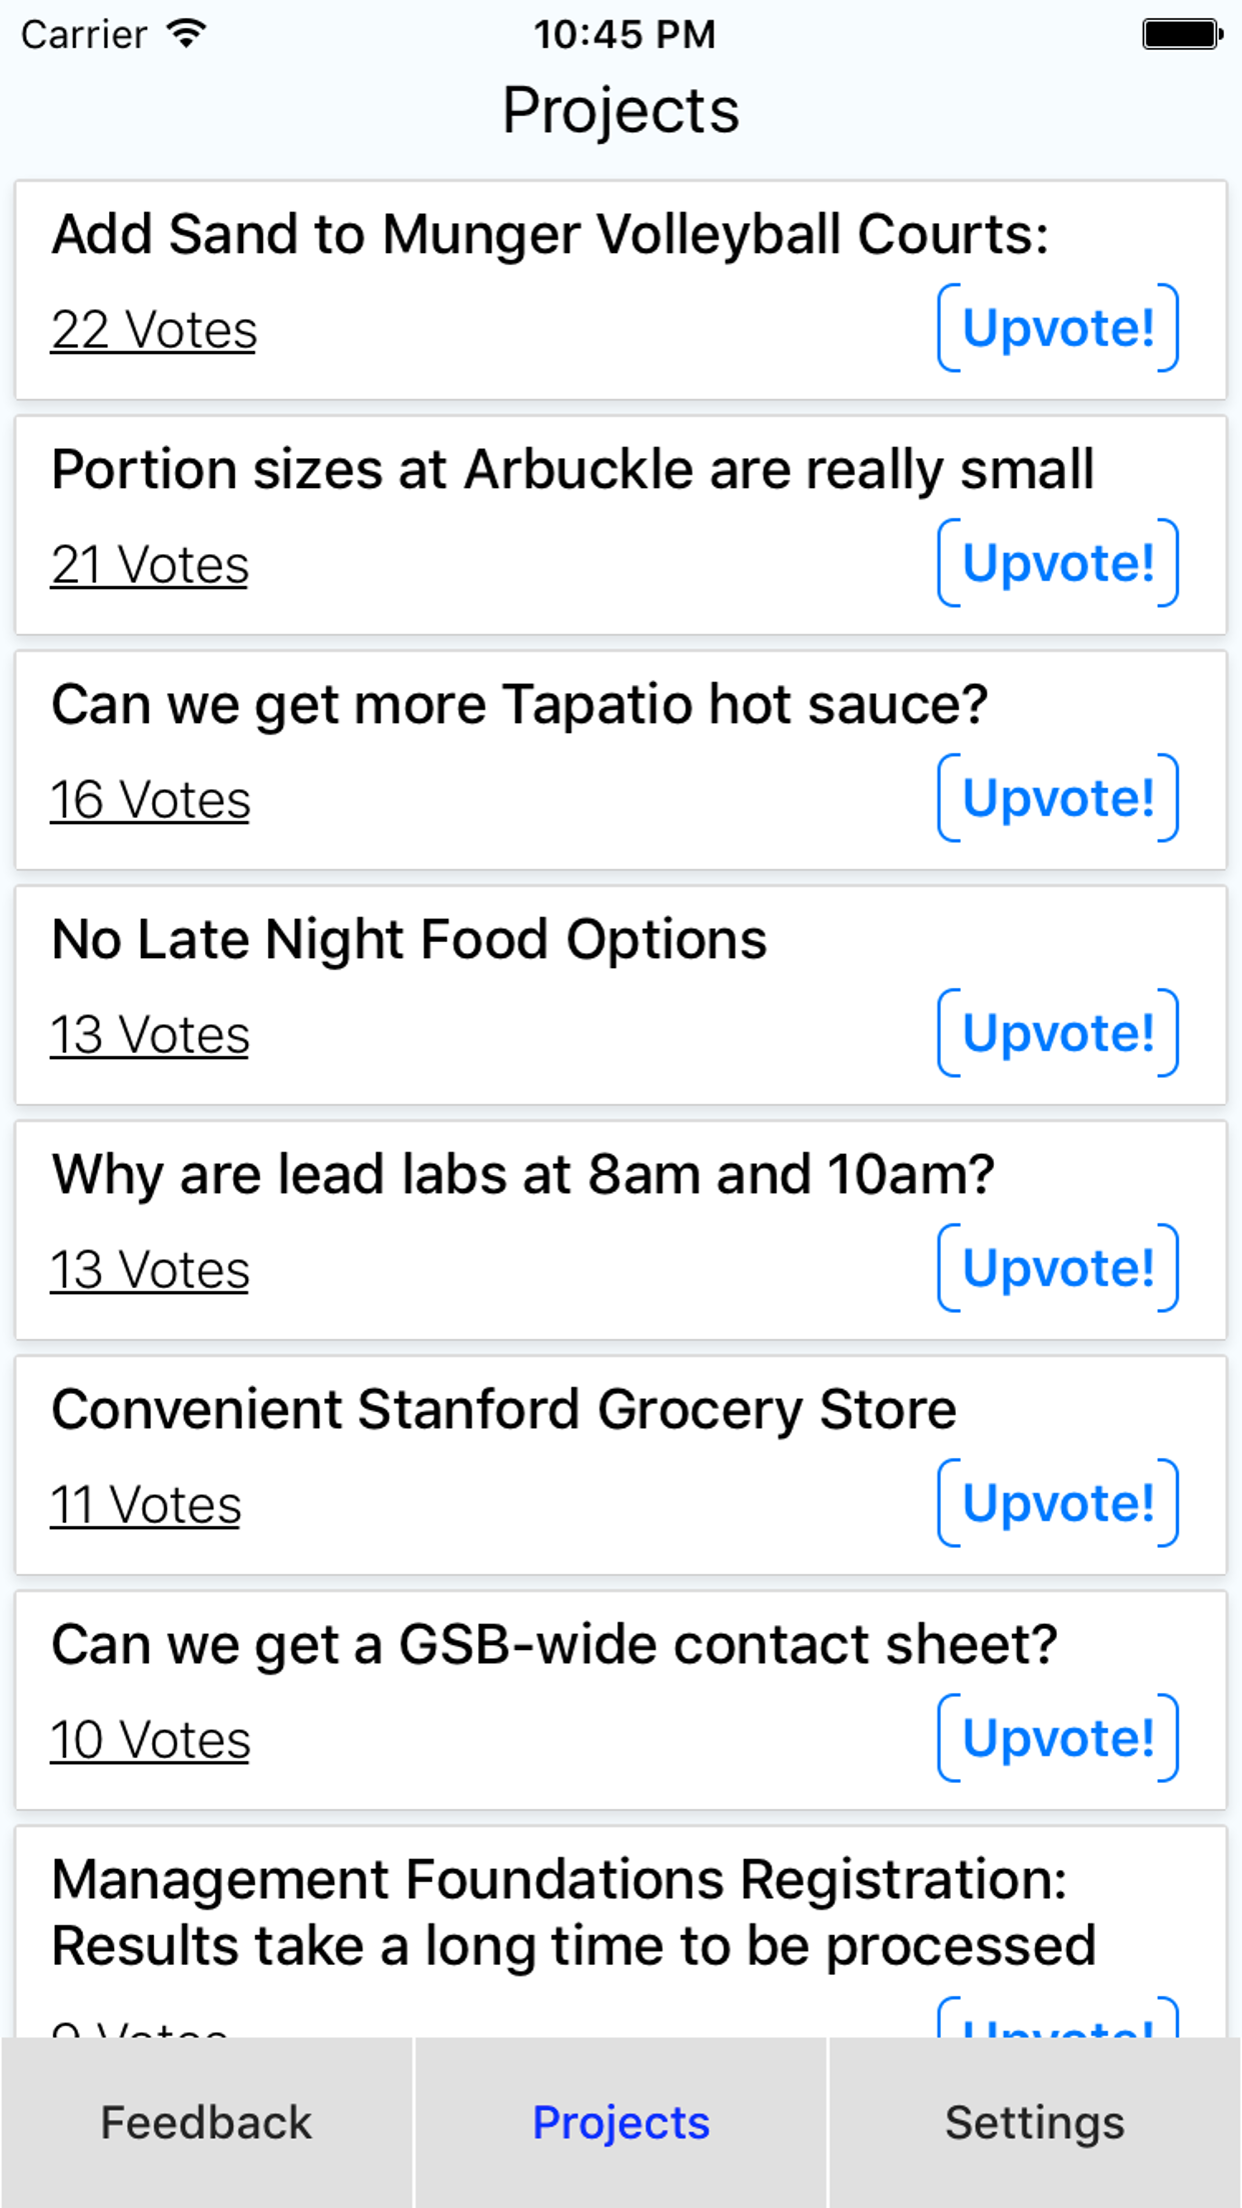 Carrier 10:45 PM
Projects
Add Sand to Munger Volleyball Courts:
22 Votes Upvote!
Portion sizes at Arbuckle are really small
21 Votes Upvote!
Can we get more Tapatio hot sauce?
16 Votes Upvote!
No Late Night Food Options
13 Votes Upvote!
Why are lead labs at 8am and 10am?
13 Votes Upvote!
Convenient Stanford Grocery Store
11 Votes Upvote!
Can we get a GSB-wide contact sheet?
10 Votes Upvote!
Management Foundations Registration:
Results take a long time to be processed
Votes Upvote!
Feedback Projects Settings